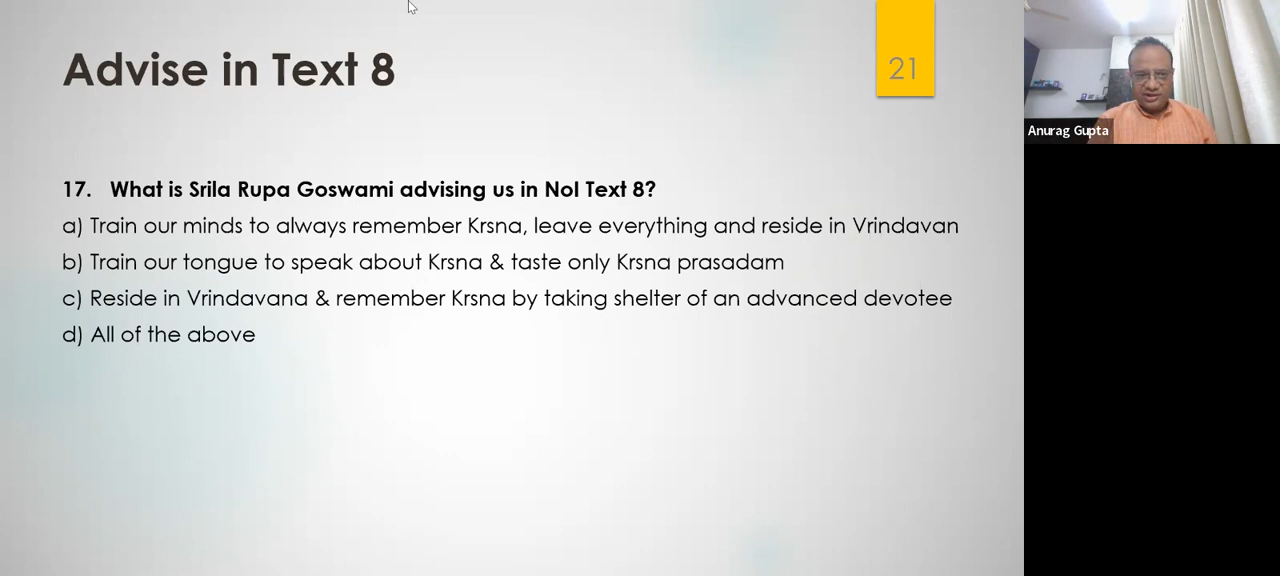 Advise in Text 8
21
17. What is Srila Rupa Goswami advising us in NoI Text 8?
a) Train our minds to always remember Krsna, leave everything and reside in Vrindavan
b) Train our tongue to speak about Krsna & taste only Krsna prasadam
c) Reside in Vrindavana & remember Krsna by taking shelter of an advanced devotee
d) All of the above
Anurag Gupta